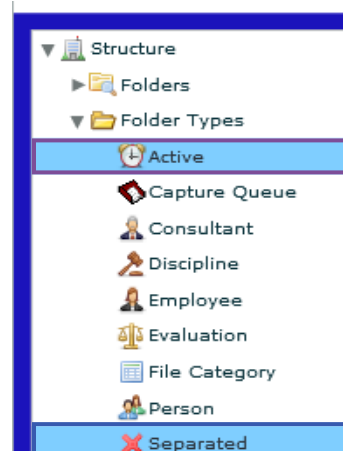 Structure
Folders
Folder Types
Active
Capture Queue
Consultant
Discipline
Employee
Evaluation
File Category
Person
Separated